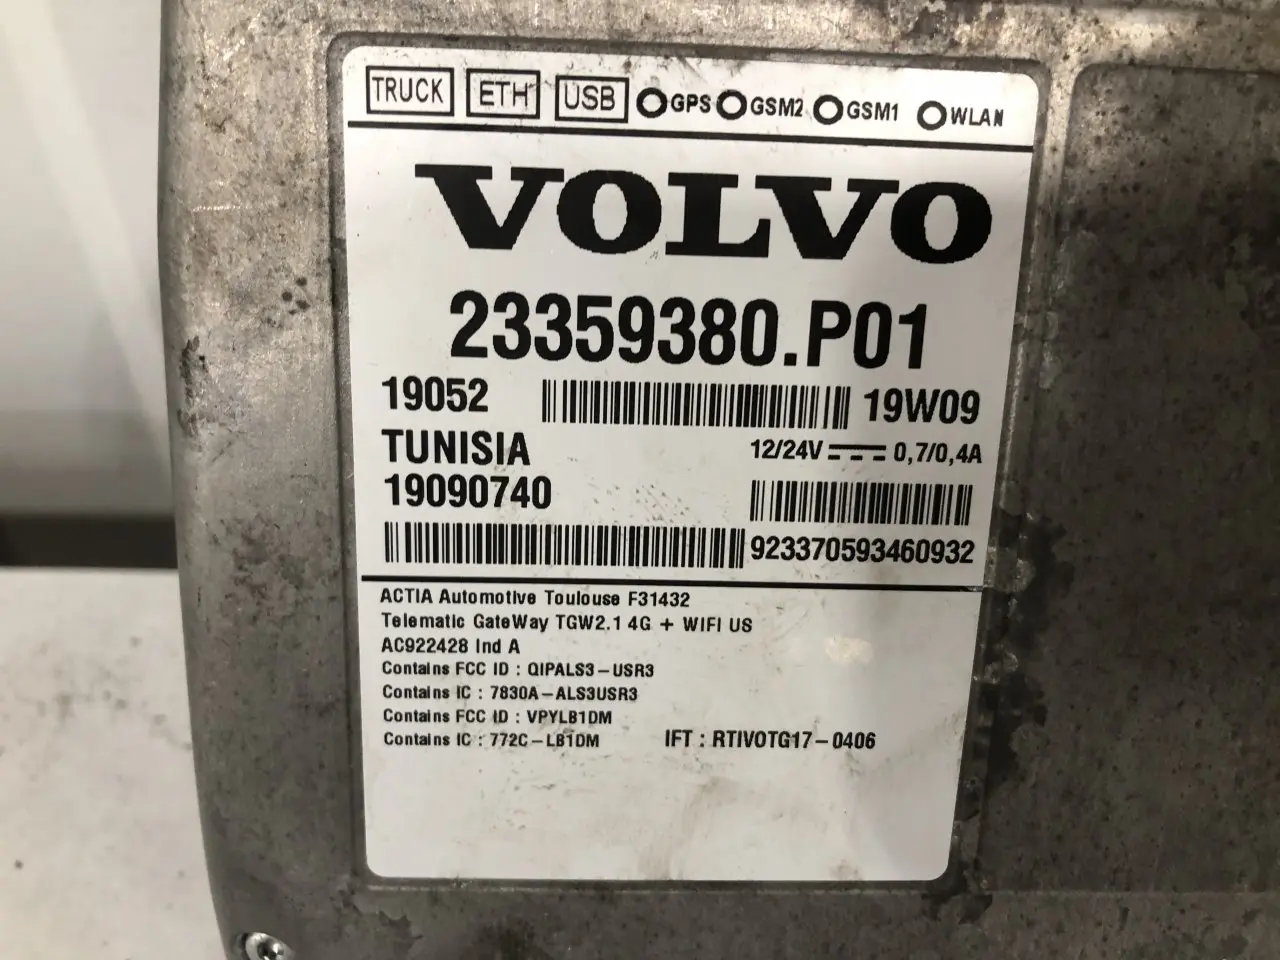 TRUCK ETH USB GPS GSM2 GSM1 WLAN
VOLVO
23359380.P01
19052 19W09
TUNISIA 12/24V 0,7/0,4A
19090740
923370593460932
ACTIA Automotive Toulouse F31432
Telematic GateWay TGW2.1 4G + WIFI US
AC922428 Ind A
Contains FCC ID : QIPALS3-USR3
Contains IC : 7830A-ALS3USR3
Contains FCC ID : VPYLB1DM
Contains IC : 772C-LB1DM IFT : RTIVOTG17-0406